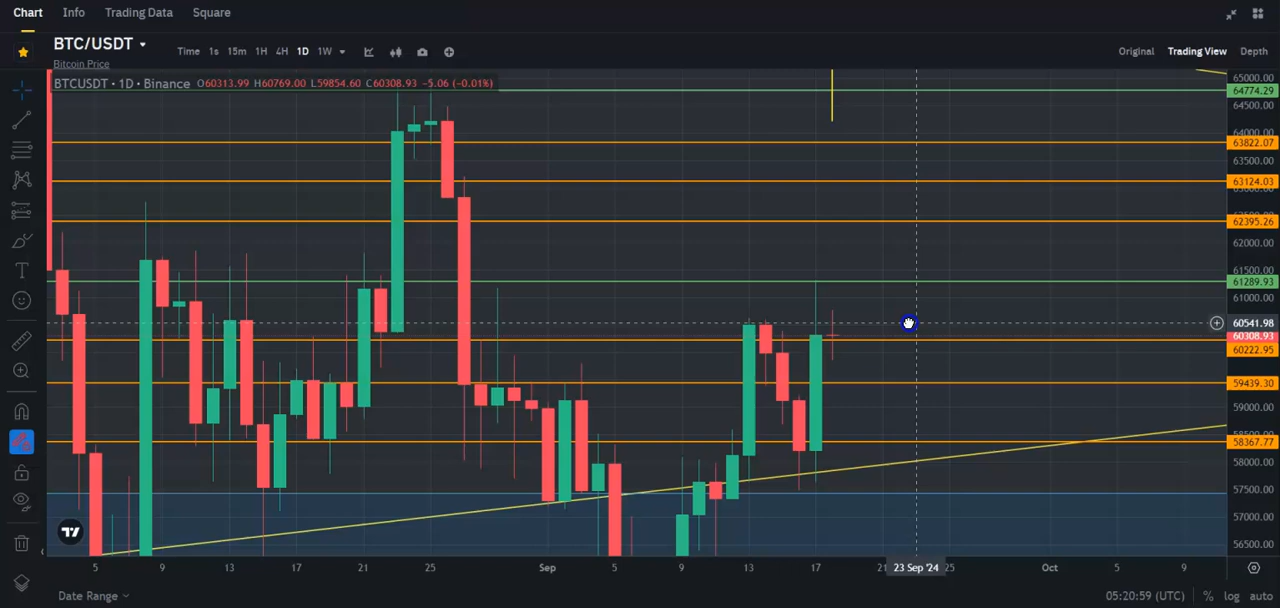 Chart Info Trading Data Square
BTC/USDT
Bitcoin Price
Time 1s 15m 1H 4H 1D 1W
Original Trading View Depth
BTCUSDT · 1D · Binance O60313.99 H60769.00 L59854.60 C60308.93 -5.06 (-0.01%)
65000.00
64774.29
64500.00
64000.00
63822.07
63500.00
63124.03
62395.26
62000.00
61500.00
61289.93
61000.00
60541.98
60308.93
60222.95
59439.30
59000.00
58367.77
58000.00
57500.00
57000.00
56500.00
5 9 13 17 21 25 Sep 5 9 13 17 21 23 Sep '24 25 Oct 5 9
Date Range
05:20:59 (UTC) % log auto